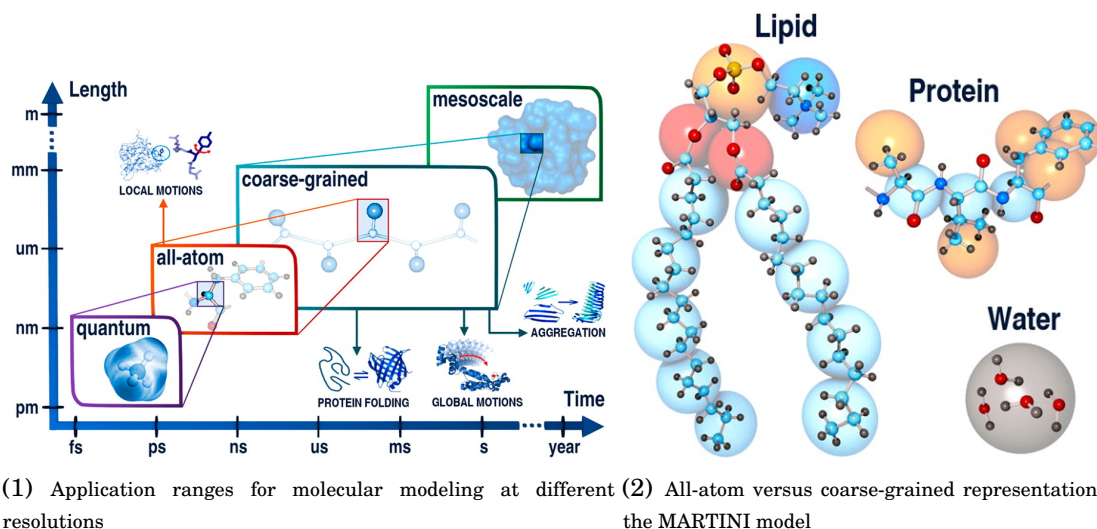 Length
m
mm
um
nm
pm
fs
ps
ns
us
ms
s
year
Time
mesoscale
coarse-grained
all-atom
quantum
LOCAL MOTIONS
PROTEIN FOLDING
GLOBAL MOTIONS
AGGREGATION
Lipid
Protein
Water
(1) Application ranges for molecular modeling at different
resolutions
(2) All-atom versus coarse-grained representation
the MARTINI model